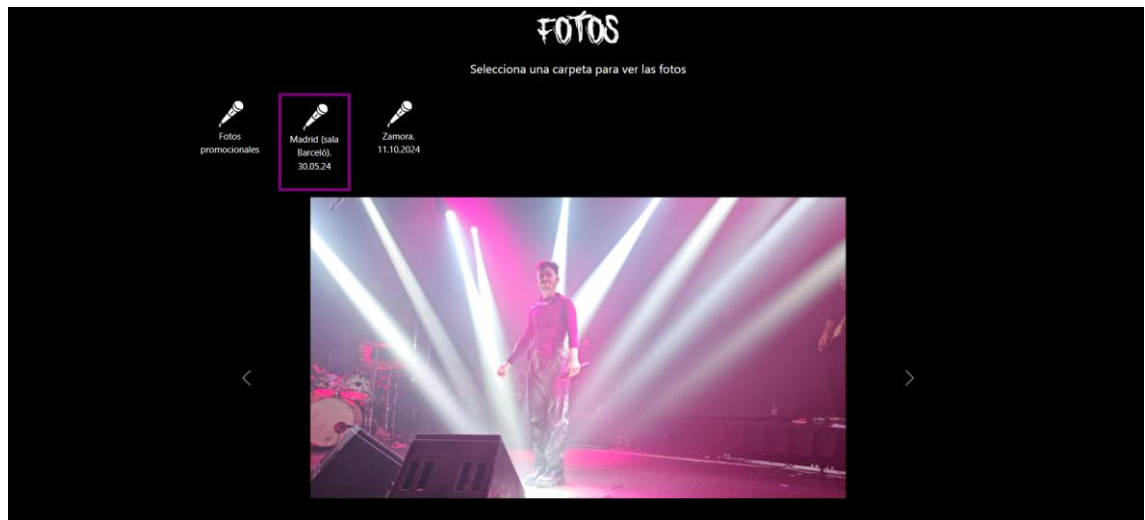 FOTOS
Selecciona una carpeta para ver las fotos
Fotos
promocionales
Madrid (sala
Barceló).
30.05.24
Zamora.
11.10.2024